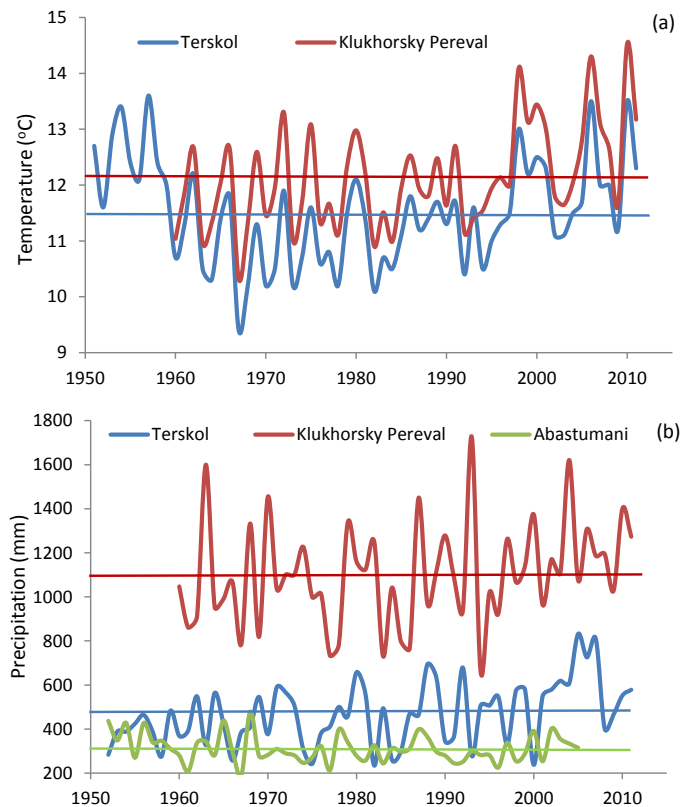 (a)
Terskol Klukhorsky Pereval
Temperature (°C)
15
14
13
12
11
10
9
1950 1960 1970 1980 1990 2000 2010
(b)
Terskol Klukhorsky Pereval Abastumani
Precipitation (mm)
1800
1600
1400
1200
1000
800
600
400
200
1950 1960 1970 1980 1990 2000 2010